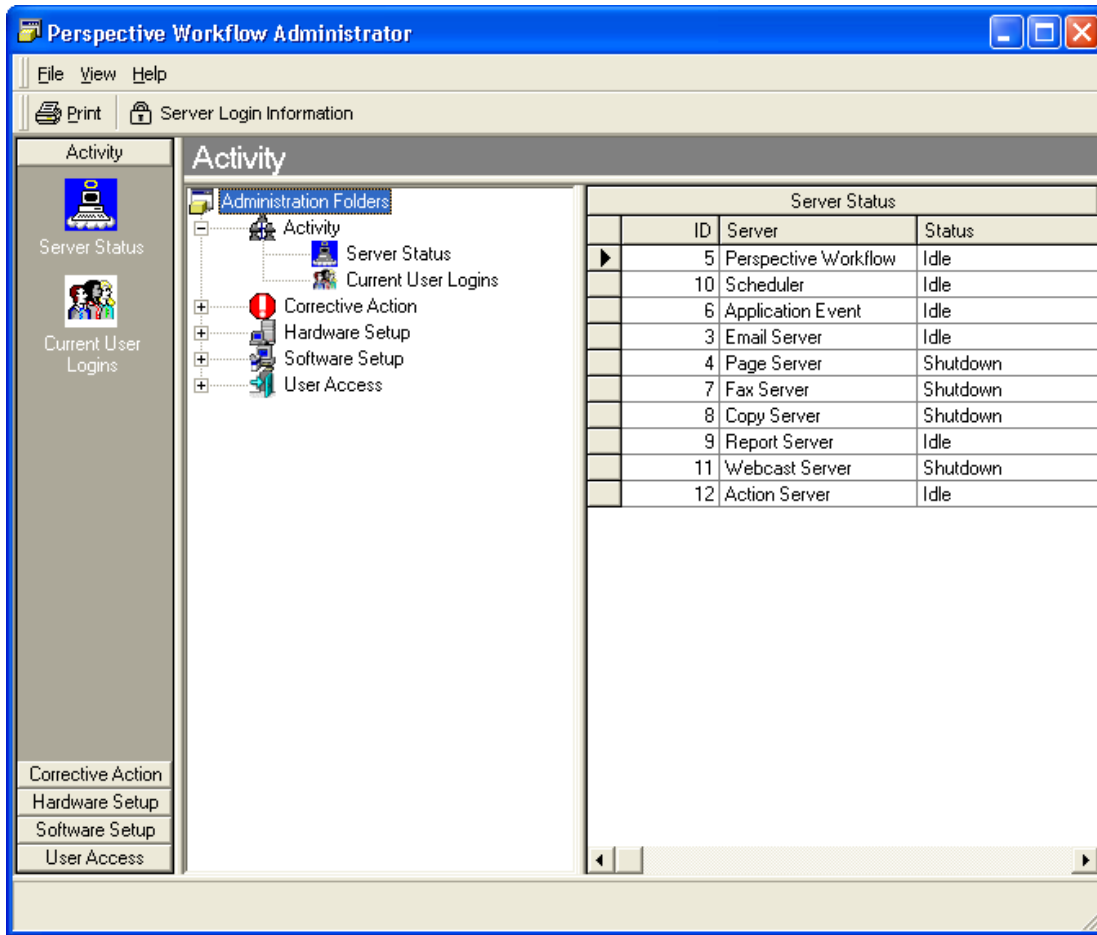 Perspective Workflow Administrator
File View Help
Print Server Login Information
Activity
Server Status
Current User
Logins
Corrective Action
Hardware Setup
Software Setup
User Access
Activity
Administration Folders
Activity
Server Status
Current User Logins
Corrective Action
Hardware Setup
Software Setup
User Access
Server Status
ID Server Status
5 Perspective Workflow Idle
10 Scheduler Idle
6 Application Event Idle
3 Email Server Idle
4 Page Server Shutdown
7 Fax Server Shutdown
8 Copy Server Shutdown
9 Report Server Idle
11 Webcast Server Shutdown
12 Action Server Idle